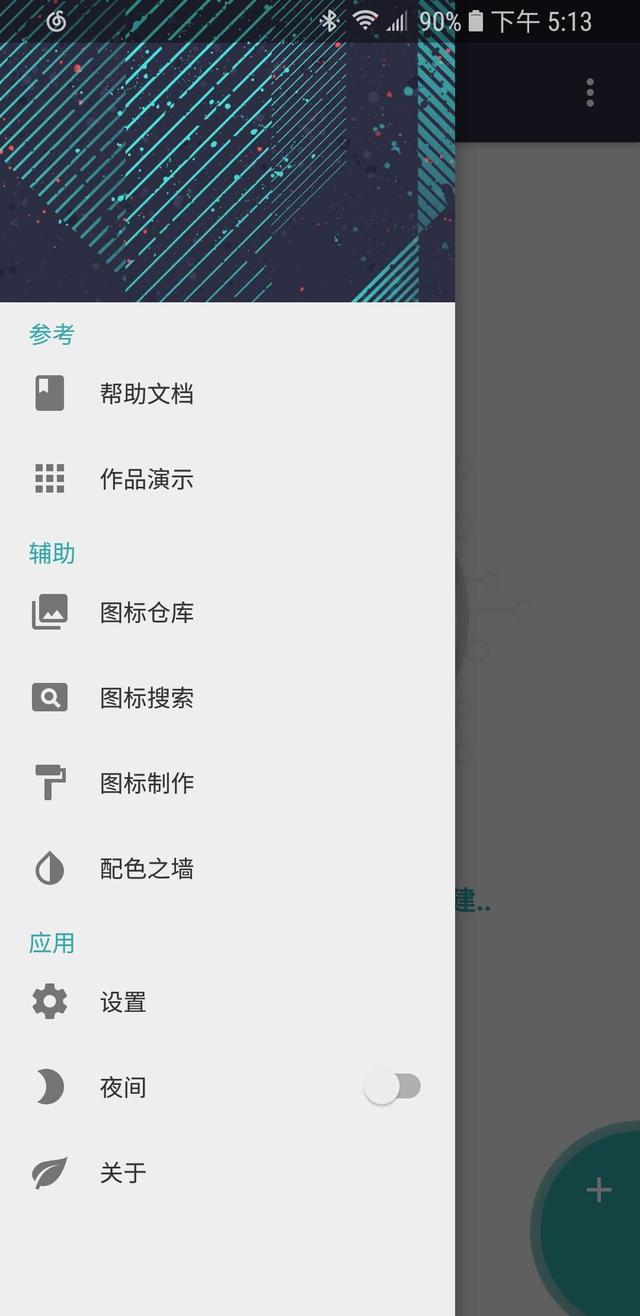 90% 下午 5:13
参考
帮助文档
作品演示
辅助
图标仓库
图标搜索
图标制作
配色之墙
建..
应用
设置
夜间
关于